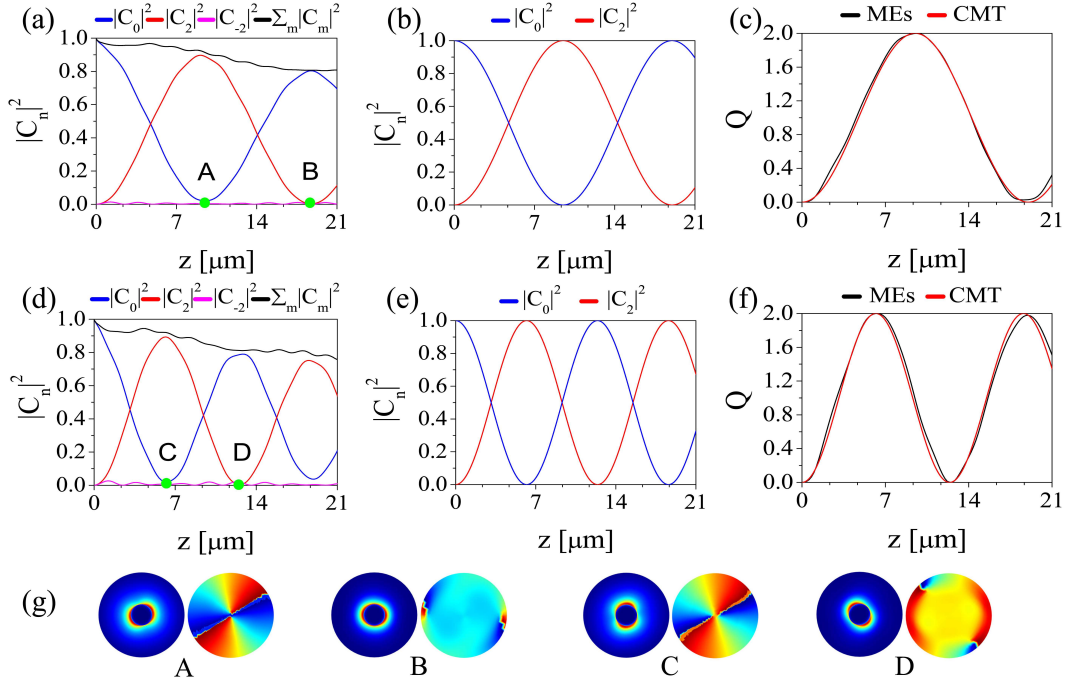 (a) |C₀|² |C₂|² |C₋₂|² Σₘ|Cₘ|²
1.0
0.8
0.6
0.4
0.2
0.0
|Cₙ|²
A B
0 7 14 21
z [μm]
(b) |C₀|² |C₂|²
1.0
0.8
0.6
0.4
0.2
0.0
|Cₙ|²
0 7 14 21
z [μm]
(c) MEs CMT
2.0
1.6
1.2
0.8
0.4
0.0
Q
0 7 14 21
z [μm]
(d) |C₀|² |C₂|² |C₋₂|² Σₘ|Cₘ|²
1.0
0.8
0.6
0.4
0.2
0.0
|Cₙ|²
C D
0 7 14 21
z [μm]
(e) |C₀|² |C₂|²
1.0
0.8
0.6
0.4
0.2
0.0
|Cₙ|²
0 7 14 21
z [μm]
(f) MEs CMT
2.0
1.6
1.2
0.8
0.4
0.0
Q
0 7 14 21
z [μm]
(g)
A B C D